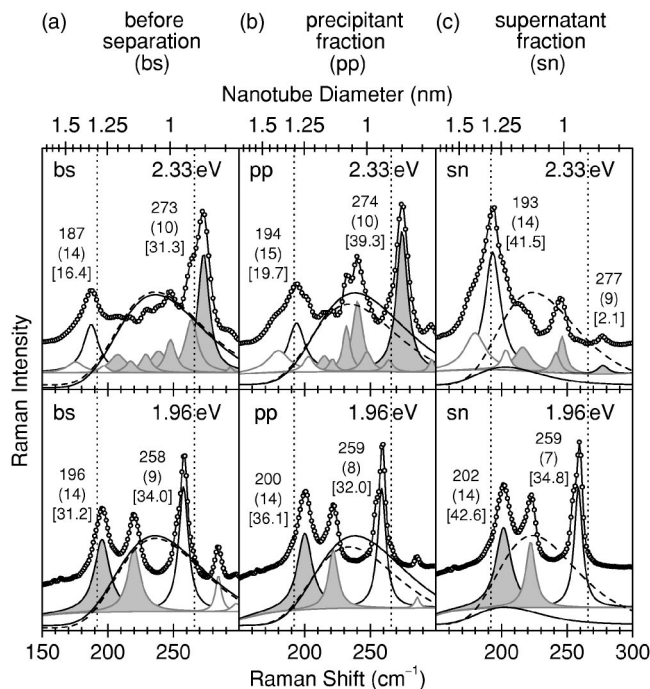 (a) before separation (bs)
(b) precipitant fraction (pp)
(c) supernatant fraction (sn)
Nanotube Diameter (nm)
1.5 1.25 1 1.5 1.25 1 1.5 1.25 1
bs 2.33 eV
187 (14) [16.4]
273 (10) [31.3]
pp 2.33 eV
194 (15) [19.7]
274 (10) [39.3]
sn 2.33 eV
193 (14) [41.5]
277 (9) [2.1]
Raman Intensity
bs 1.96 eV
196 (14) [31.2]
258 (9) [34.0]
pp 1.96 eV
200 (14) [36.1]
259 (8) [32.0]
sn 1.96 eV
202 (14) [42.6]
259 (7) [34.8]
150 200 250 200 250 200 250 300
Raman Shift (cm⁻¹)